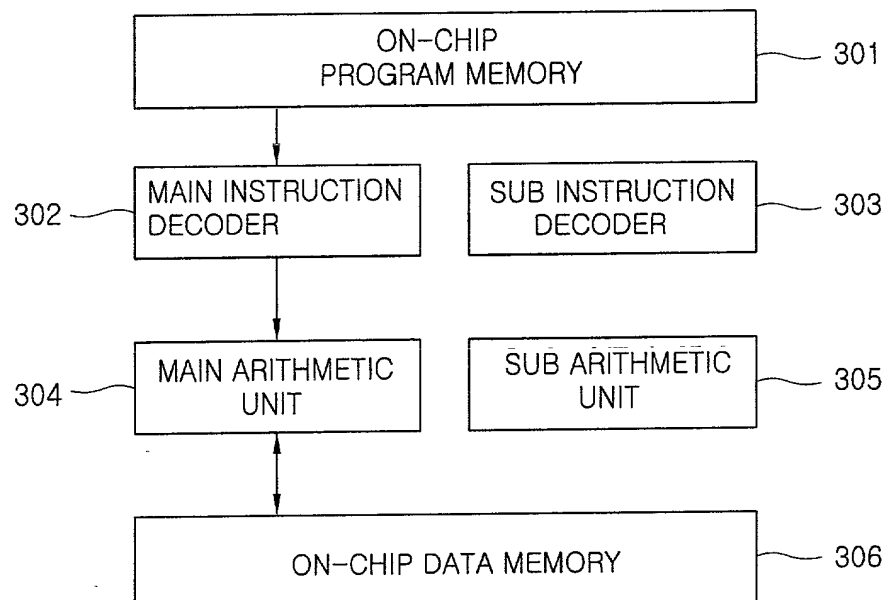 ON-CHIP
PROGRAM MEMORY
301
302
MAIN INSTRUCTION
DECODER
SUB INSTRUCTION
DECODER
303
304
MAIN ARITHMETIC
UNIT
SUB ARITHMETIC
UNIT
305
ON-CHIP DATA MEMORY
306